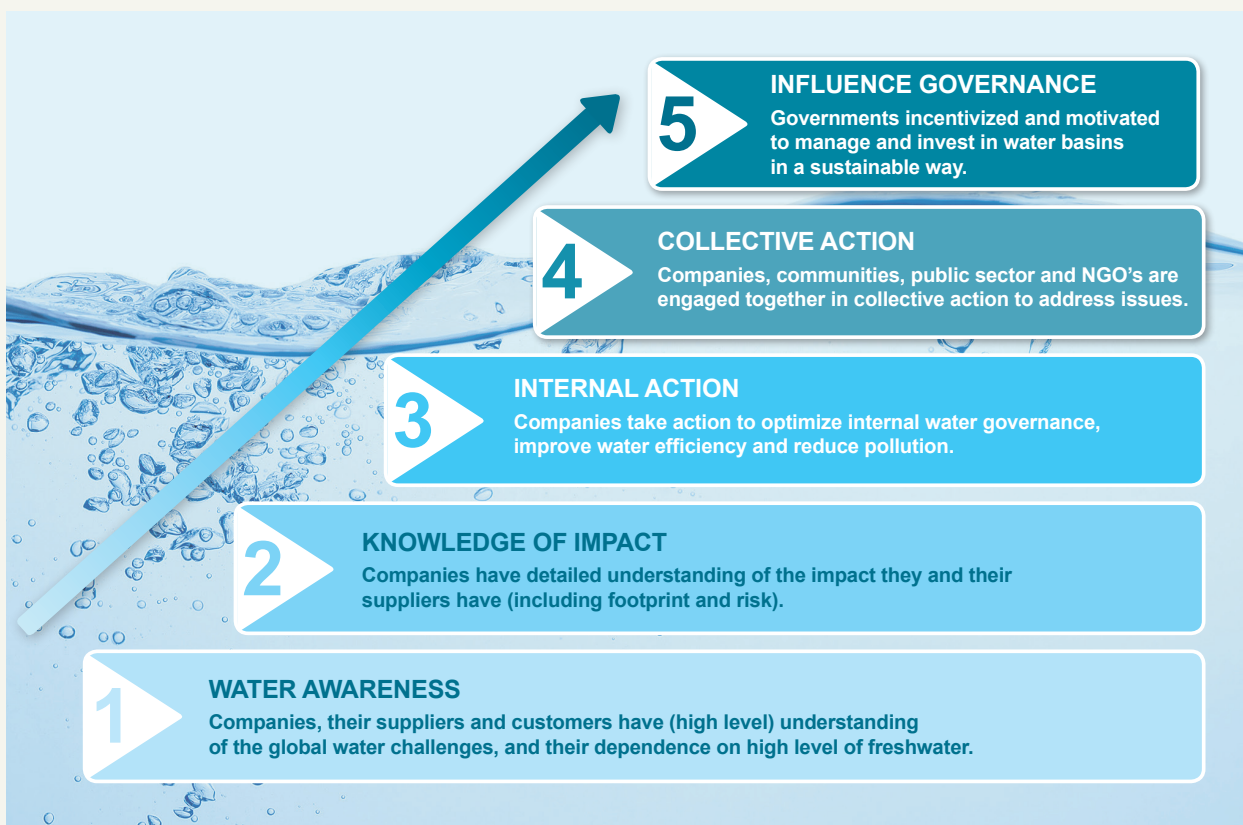 5
INFLUENCE GOVERNANCE
Governments incentivized and motivated
to manage and invest in water basins
in a sustainable way.
4
COLLECTIVE ACTION
Companies, communities, public sector and NGO's are
engaged together in collective action to address issues.
3
INTERNAL ACTION
Companies take action to optimize internal water governance,
improve water efficiency and reduce pollution.
2
KNOWLEDGE OF IMPACT
Companies have detailed understanding of the impact they and their
suppliers have (including footprint and risk).
1
WATER AWARENESS
Companies, their suppliers and customers have (high level) understanding
of the global water challenges, and their dependence on high level of freshwater.